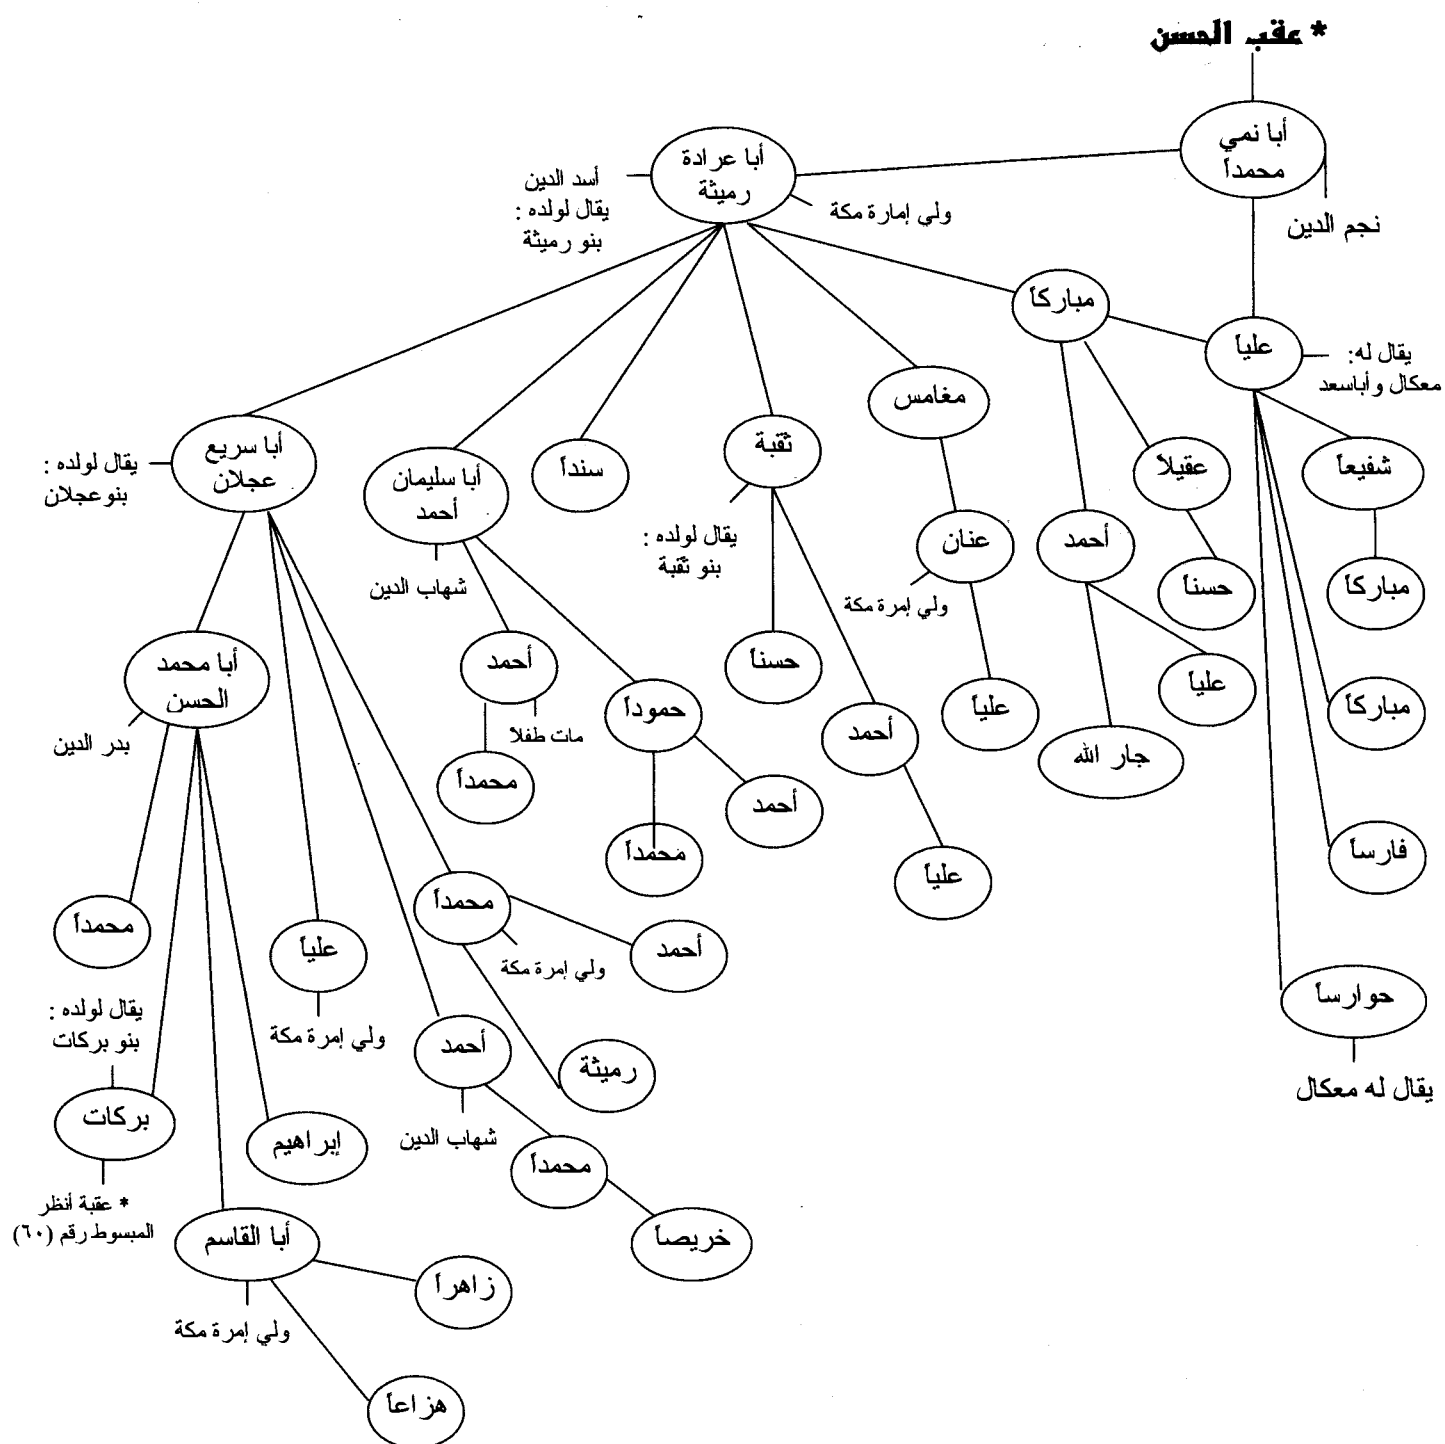 * عقب الحسن
أبا نمي
محمداً
نجم الدين
أبا عرادة
رميثة
ولي إمارة مكة
أسد الدين
يقال لولده :
بنو رميثة
علياً
يقال له:
معكال وأباسعد
مباركاً
مغامس
ثقبة
يقال لولده :
بنو ثقبة
سنداً
أبا سليمان
أحمد
شهاب الدين
أبا سريع
عجلان
يقال لولده :
بنوعجلان
شفيعاً
مباركاً
عقيلاً
حسناً
أحمد
علياً
جار الله
عنان
ولي إمرة مكة
علياً
حسناً
أحمد
علياً
أحمد
مات طفلا
محمداً
حموداً
أحمد
محمداً
أبا محمد
الحسن
بدر الدين
مباركاً
فارساً
حوارساً
يقال له معكال
محمداً
ولي إمرة مكة
أحمد
رميثة
علياً
ولي إمرة مكة
أحمد
شهاب الدين
محمداً
خريصاً
محمداً
يقال لولده :
بنو بركات
بركات
* عقبة أنظر
المبسوط رقم (٦٠)
إبراهيم
أبا القاسم
ولي إمرة مكة
زاهراً
هزاعاً